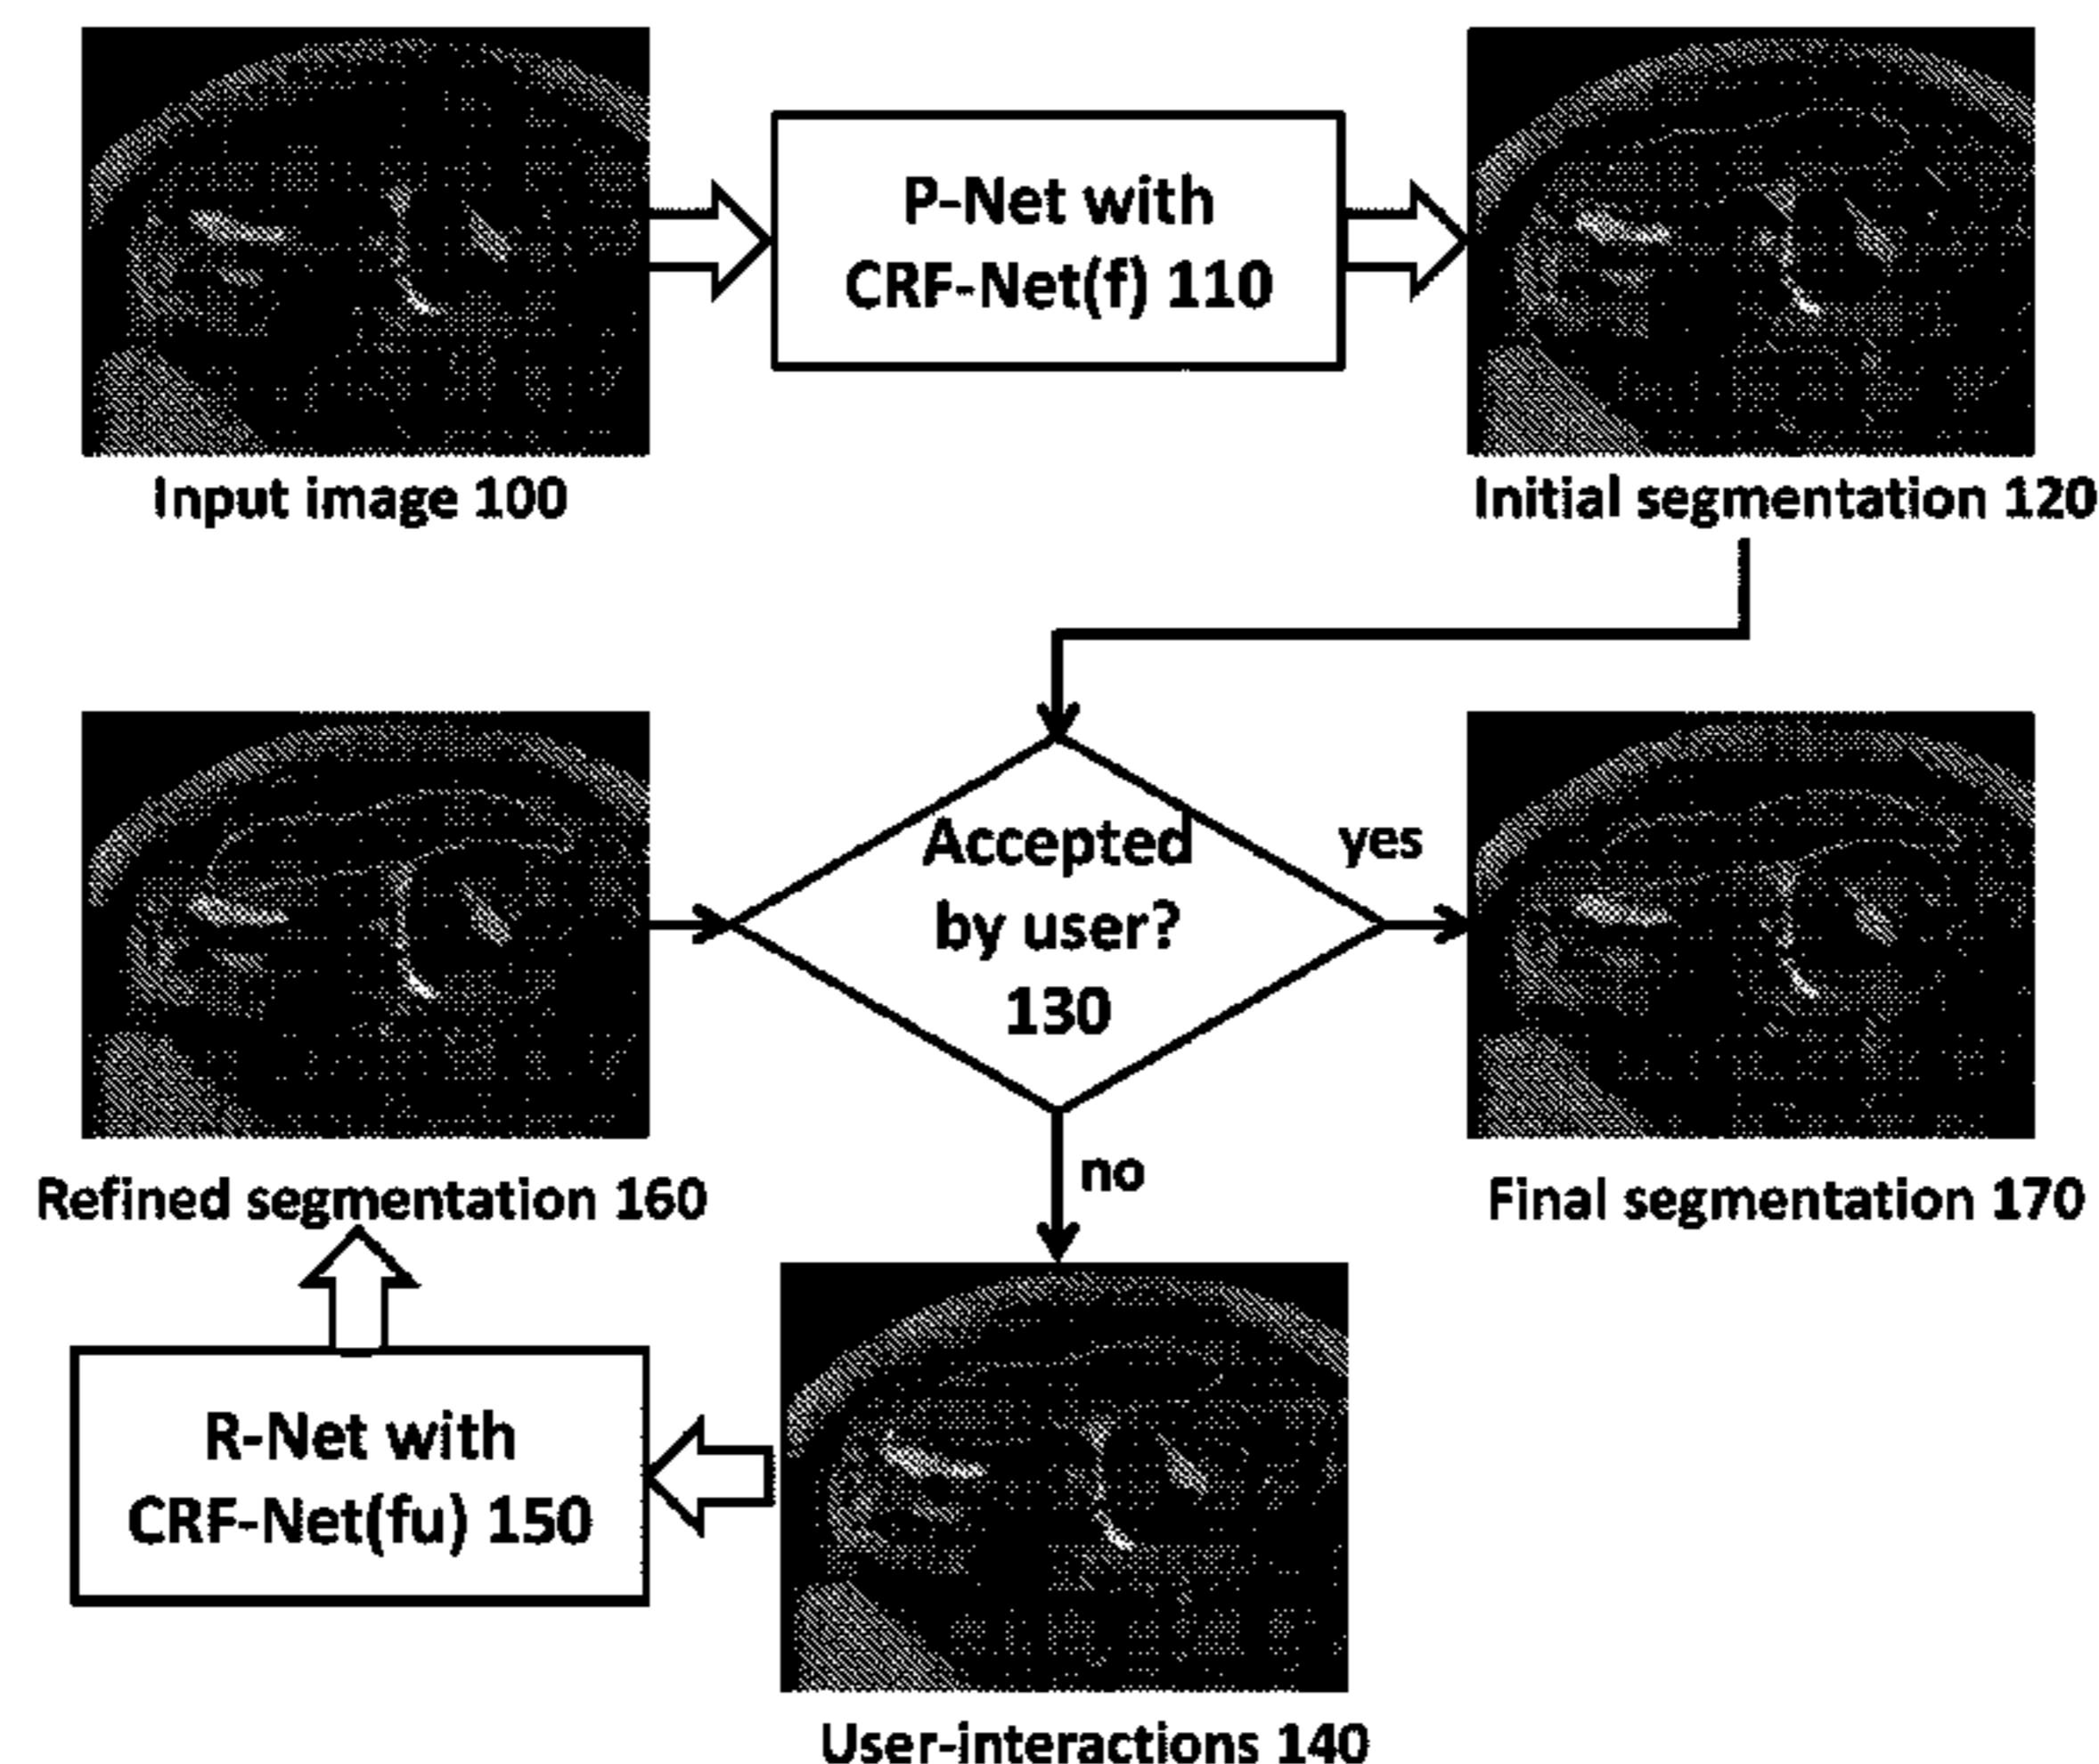 P-Net with
CRF-Net(f) 110
Input image 100
Initial segmentation 120
Accepted
by user?
130
yes
no
Refined segmentation 160
Final segmentation 170
R-Net with
CRF-Net(fu) 150
User-interactions 140